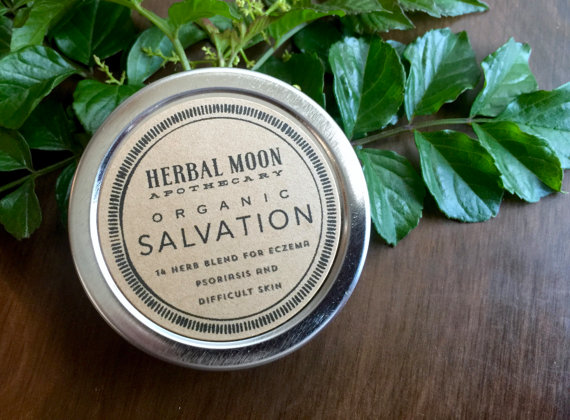 HERBAL MOON
APOTHECARY
ORGANIC
SALVATION
14 HERB BLEND FOR ECZEMA
PSORIASIS AND
DIFFICULT SKIN